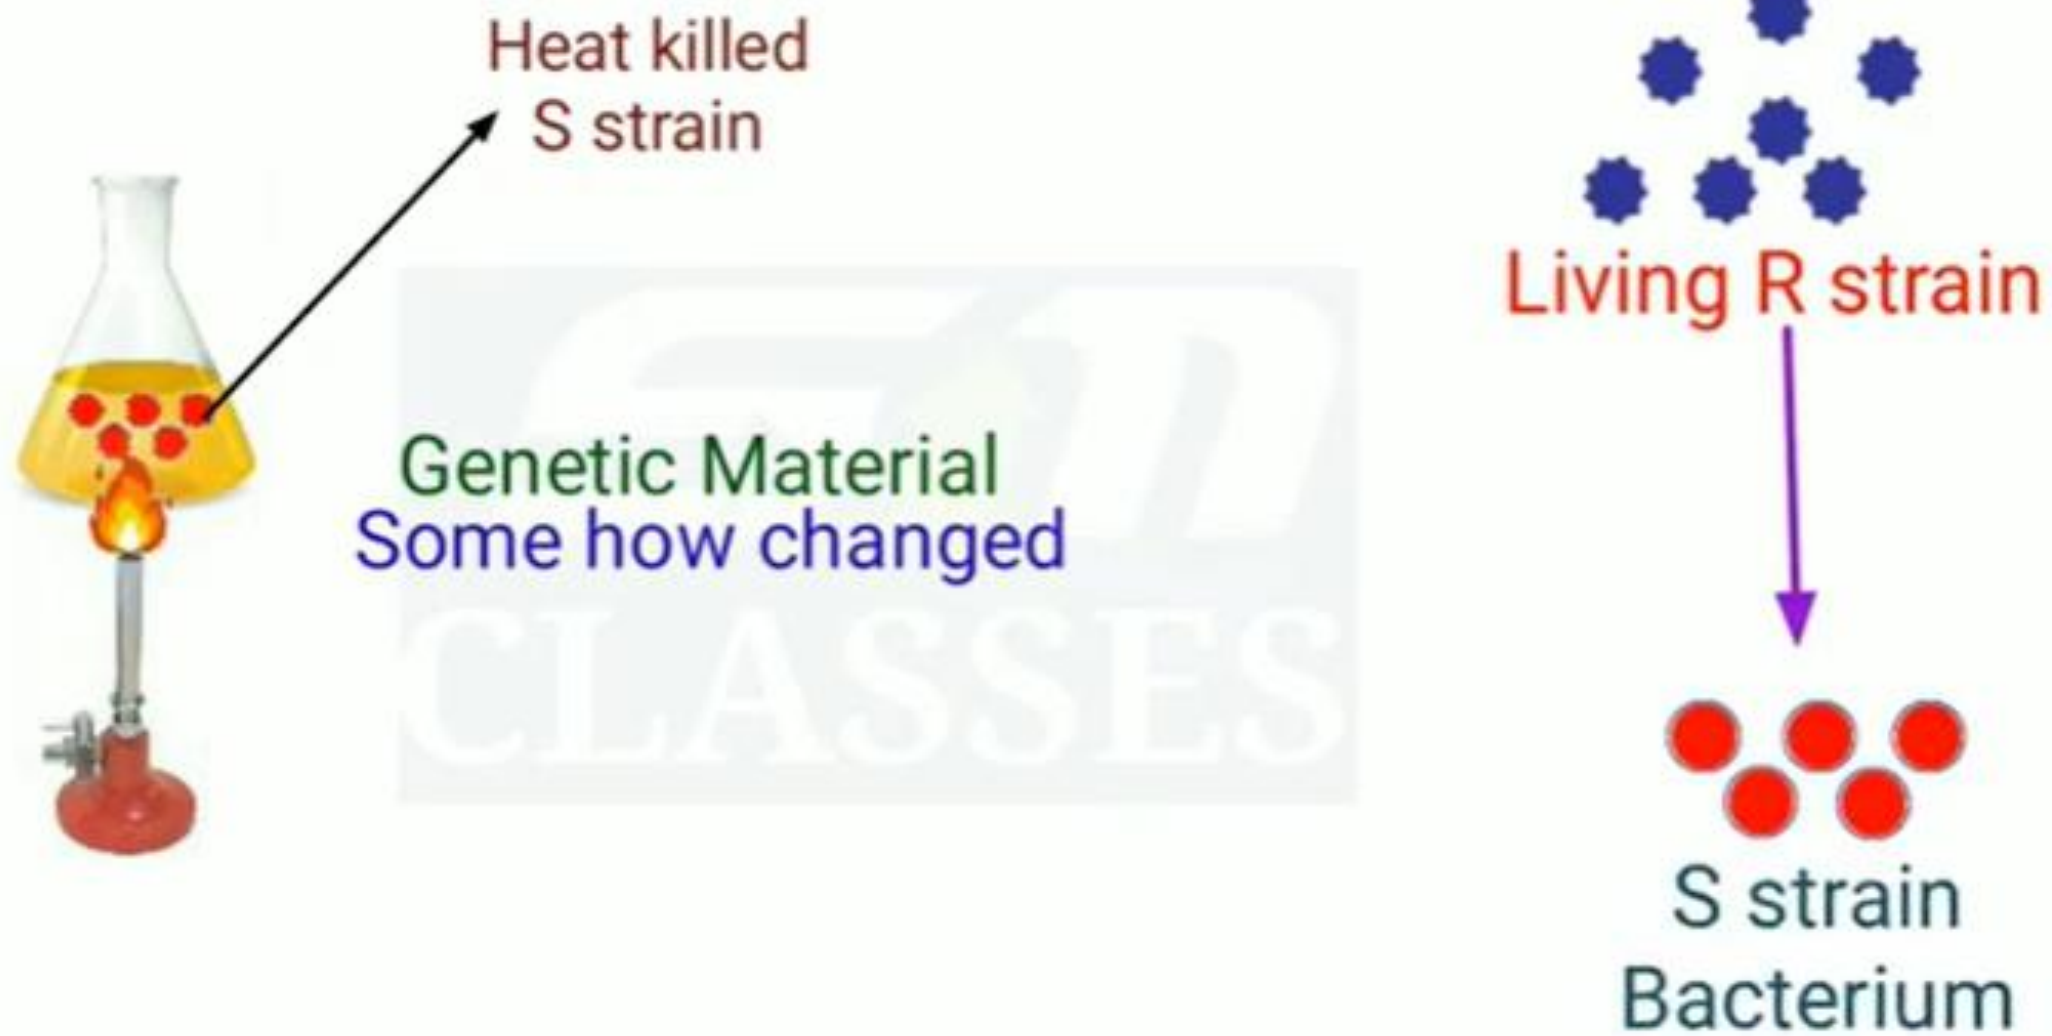 Heat killed
S strain
Living R strain
Genetic Material
Some how changed
CLASSES
S strain
Bacterium